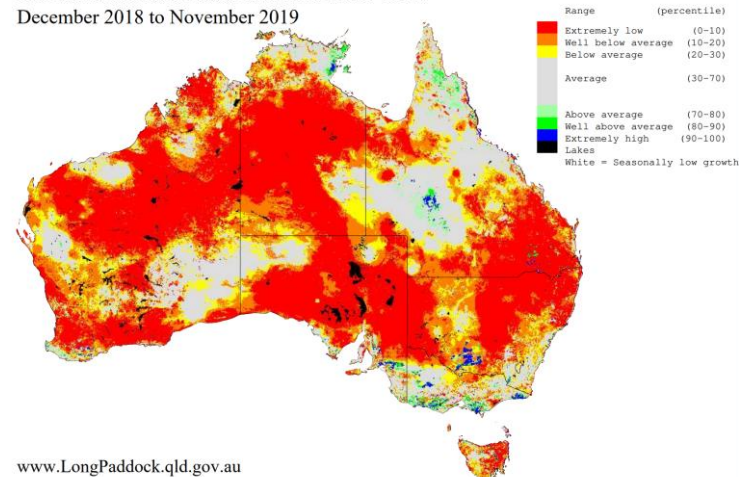 December 2018 to November 2019
Range (percentile)
Extremely low (0-10)
Well below average (10-20)
Below average (20-30)
Average (30-70)
Above average (70-80)
Well above average (80-90)
Extremely high (90-100)
Lakes
White = Seasonally low growth
www.LongPaddock.qld.gov.au